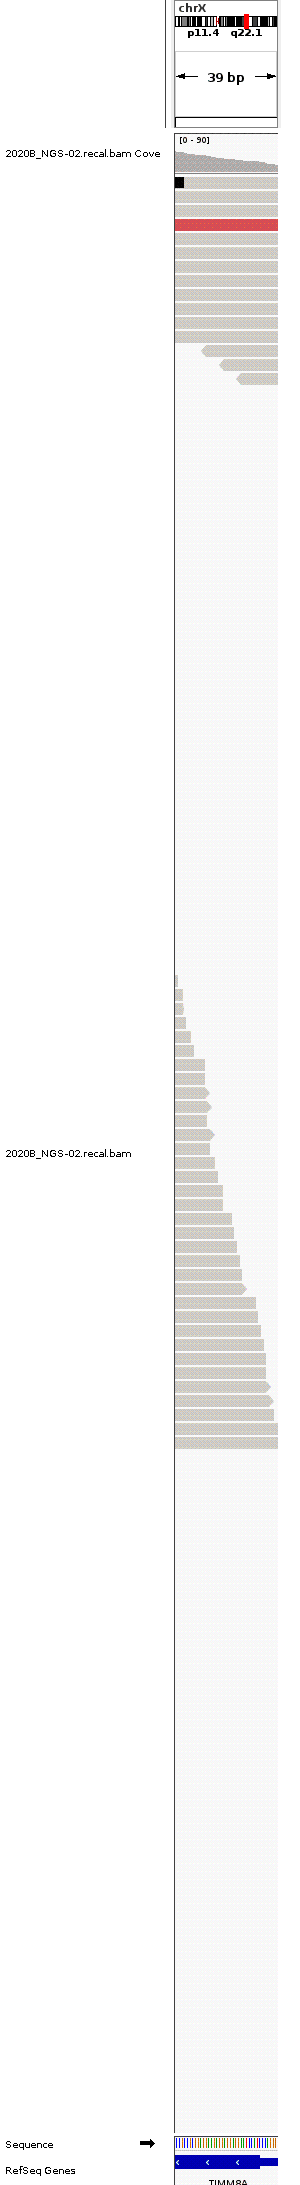 chrX
p11.4 q22.1
39 bp
[0 - 90]
2020B_NGS-02.recal.bam Cove
2020B_NGS-02.recal.bam
Sequence
RefSeq Genes
TIMM8A